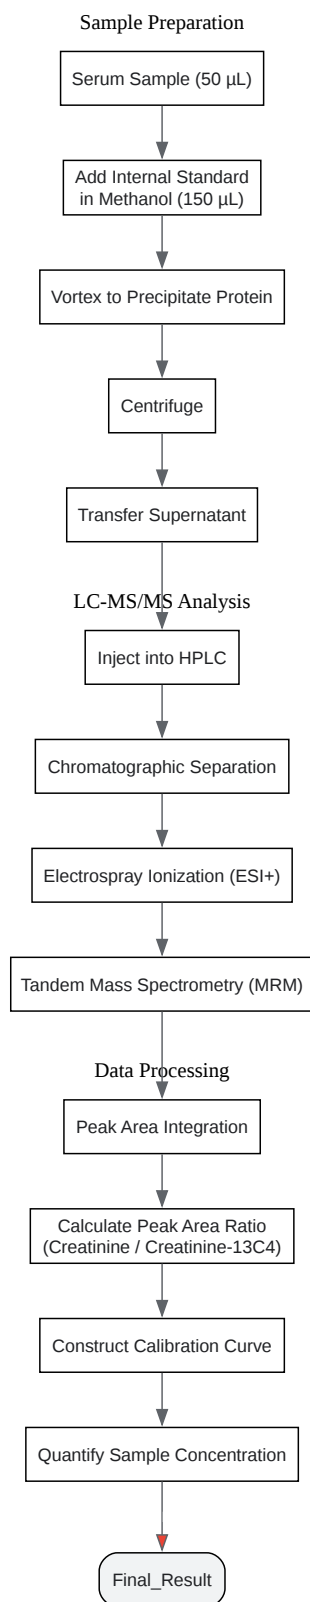 Sample Preparation
Serum Sample (50 µL)
Add Internal Standard
in Methanol (150 µL)
Vortex to Precipitate Protein
Centrifuge
Transfer Supernatant
LC-MS/MS Analysis
Inject into HPLC
Chromatographic Separation
Electrospray Ionization (ESI+)
Tandem Mass Spectrometry (MRM)
Data Processing
Peak Area Integration
Calculate Peak Area Ratio
(Creatinine / Creatinine-13C4)
Construct Calibration Curve
Quantify Sample Concentration
Final_Result